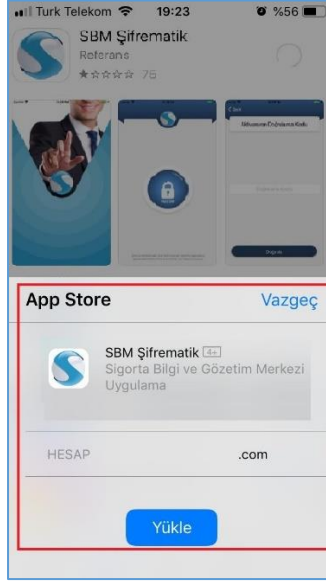 Turk Telekom 19:23 %56
SBM Şifrematik
Referans
★☆☆☆☆ 76
App Store
Vazgeç
SBM Şifrematik 4+
Sigorta Bilgi ve Gözetim Merkezi
Uygulama
HESAP
.com
Yükle